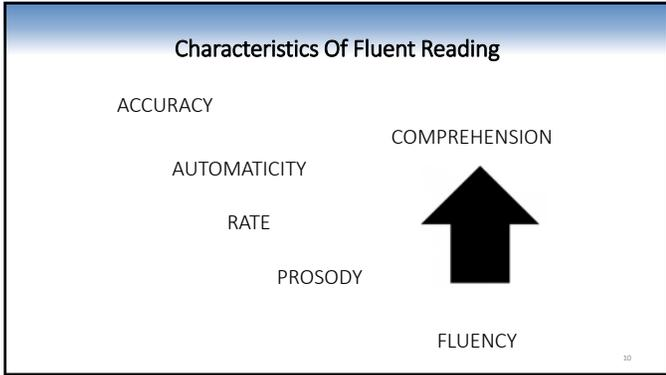 Characteristics Of Fluent Reading
ACCURACY
COMPREHENSION
AUTOMATICITY
RATE
PROSODY
FLUENCY
10